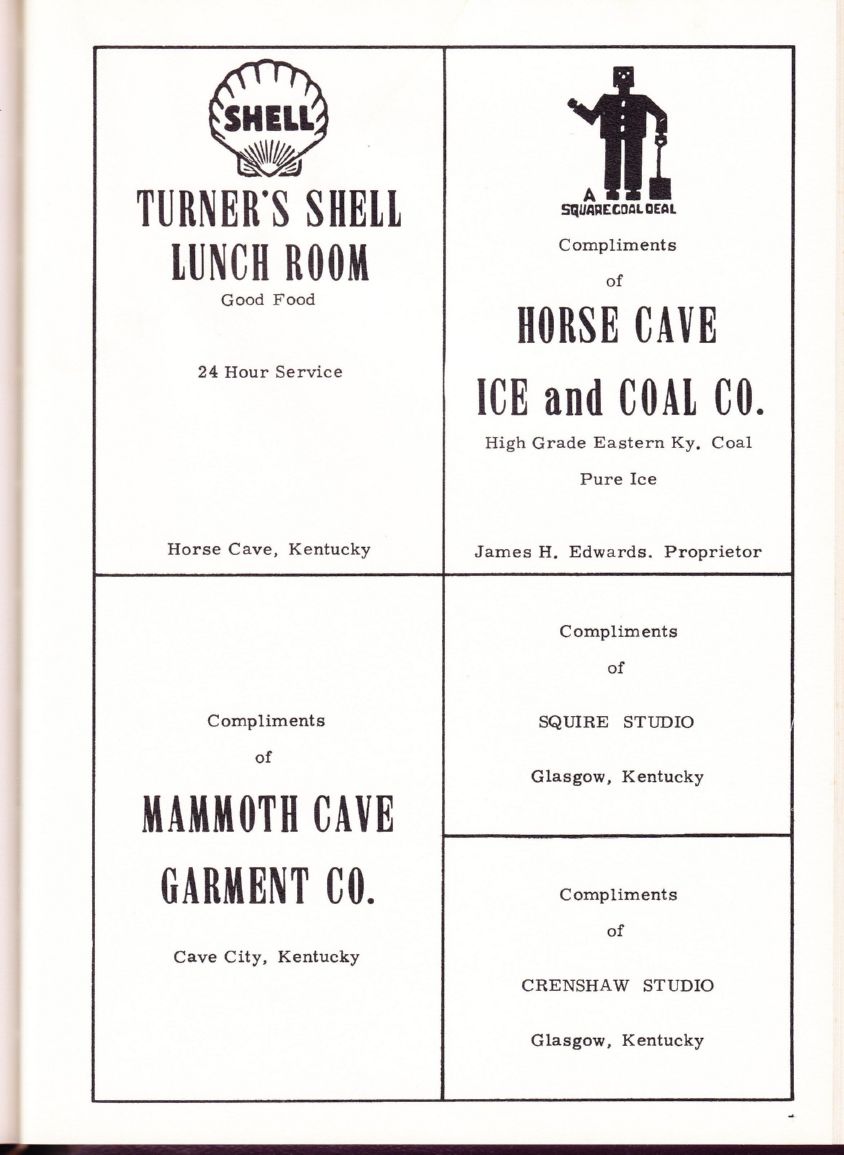 SHELL
TURNER'S SHELL
LUNCH ROOM
Good Food
24 Hour Service
Horse Cave, Kentucky
A
SQUARE COAL DEAL
Compliments
of
HORSE CAVE
ICE and COAL CO.
High Grade Eastern Ky. Coal
Pure Ice
James H. Edwards. Proprietor
Compliments
of
MAMMOTH CAVE
GARMENT CO.
Cave City, Kentucky
Compliments
of
SQUIRE STUDIO
Glasgow, Kentucky
Compliments
of
CRENSHAW STUDIO
Glasgow, Kentucky